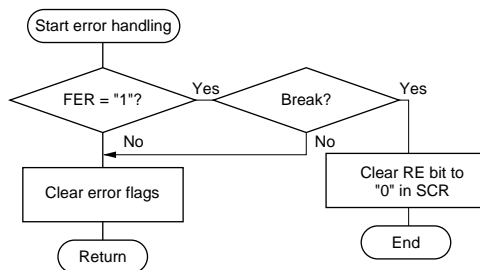 Start error handling
FER = "1"?
Yes
Break?
Yes
No
No
Clear error flags
Clear RE bit to
"0" in SCR
Return
End